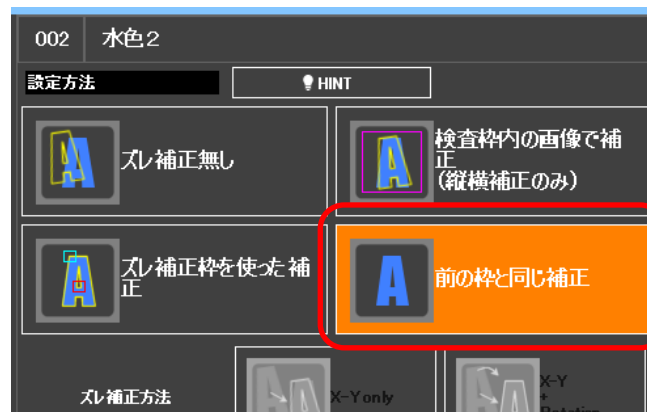 002 水色2
設定方法 HINT
ズレ補正無し
検査枠内の画像で補
正
(縦横補正のみ)
ズレ補正枠を使った補
正
前の枠と同じ補正
ズレ補正方法
X-Y only
X-Y
+
Rotation